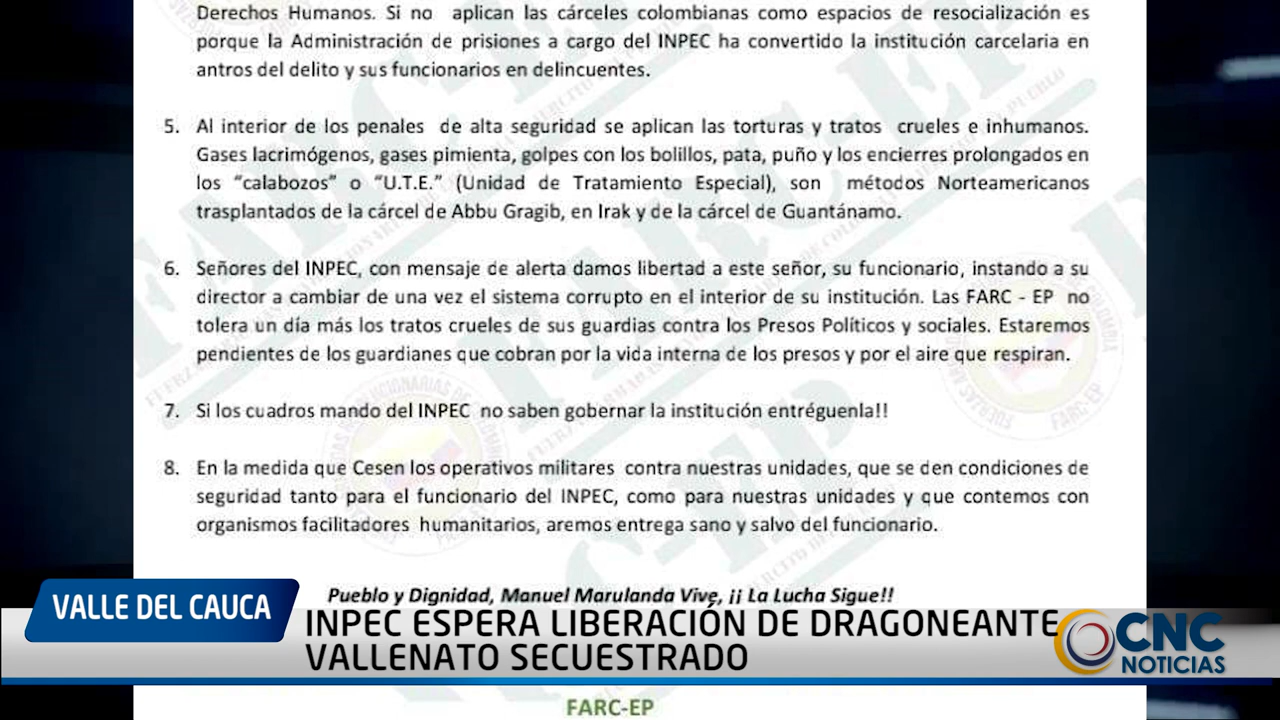 Derechos Humanos. Si no aplican las cárceles colombianas como espacios de resocialización es
porque la Administración de prisiones a cargo del INPEC ha convertido la institución carcelaria en
antros del delito y sus funcionarios en delincuentes.
5. Al interior de los penales de alta seguridad se aplican las torturas y tratos crueles e inhumanos.
Gases lacrimógenos, gases pimienta, golpes con los bolillos, pata, puño y los encierres prolongados en
los “calabozos” o “U.T.E.” (Unidad de Tratamiento Especial), son métodos Norteamericanos
trasplantados de la cárcel de Abbu Gragib, en Irak y de la cárcel de Guantánamo.
6. Señores del INPEC, con mensaje de alerta damos libertad a este señor, su funcionario, instando a su
director a cambiar de una vez el sistema corrupto en el interior de su institución. Las FARC - EP no
tolera un día más los tratos crueles de sus guardias contra los Presos Políticos y sociales. Estaremos
pendientes de los guardianes que cobran por la vida interna de los presos y por el aire que respiran.
7. Si los cuadros mando del INPEC no saben gobernar la institución entréguenla!!
8. En la medida que Cesen los operativos militares contra nuestras unidades, que se den condiciones de
seguridad tanto para el funcionario del INPEC, como para nuestras unidades y que contemos con
organismos facilitadores humanitarios, aremos entrega sano y salvo del funcionario.
Pueblo y Dignidad, Manuel Marulanda Vive, ¡¡ La Lucha Sigue!!
VALLE DEL CAUCA
INPEC ESPERA LIBERACIÓN DE DRAGONEANTE
VALLENATO SECUESTRADO
CNC
NOTICIAS
FARC-EP